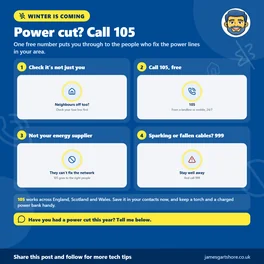 WINTER IS COMING
Power cut? Call 105
One free number puts you through to the people who fix the power lines
in your area.
1 Check it's not just you
Neighbours off too?
2 Call 105, free
105
3 Not your energy supplier
They can't fix the network
4 Sparking or fallen cables? 999
Stay well away
105 works across England, Scotland and Wales. Save it in your contacts now, and keep a torch and a charged
power bank handy.
Have you had a power cut this year? Tell me below.
Share this post and follow for more tech tips
jamesgartshore.co.uk